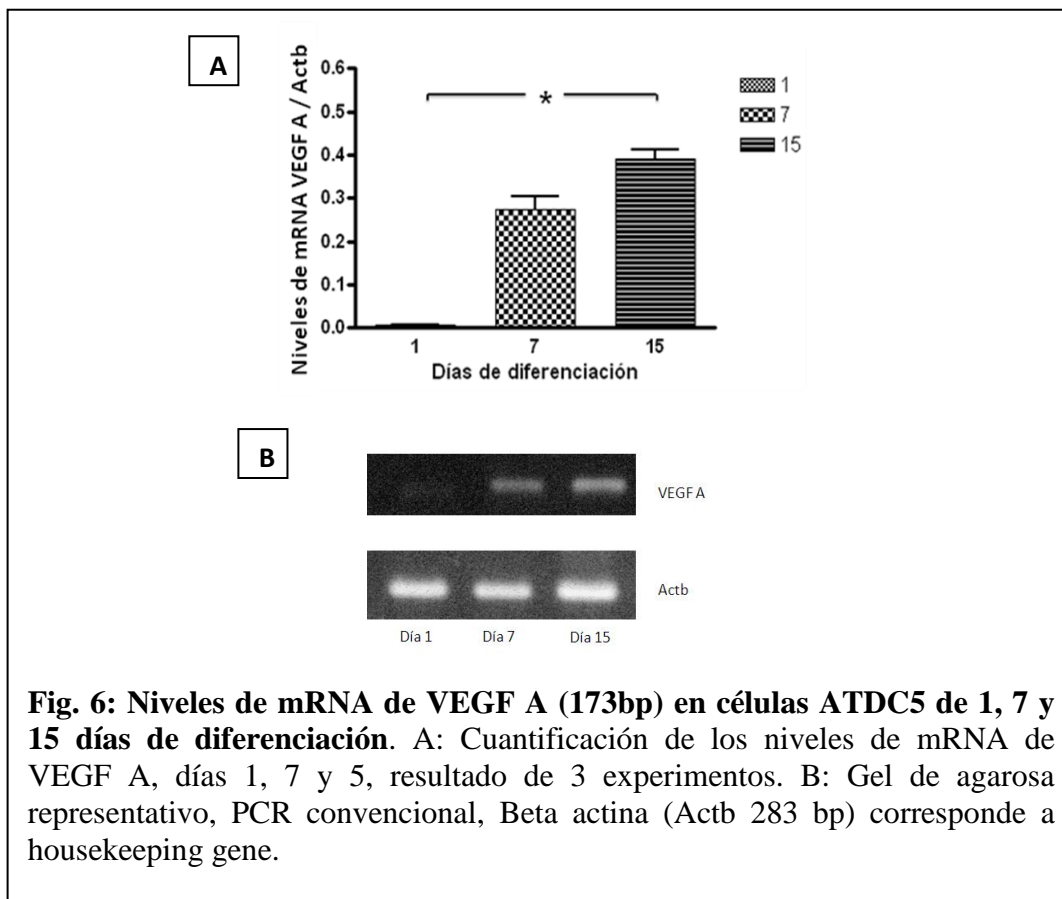 A
Niveles de mRNA VEGF A / Actb
0.6
0.5
0.4
0.3
0.2
0.1
0.0
*
1
7
15
1
7
15
Días de diferenciación
B
VEGF A
Actb
Día 1
Día 7
Día 15
Fig. 6: Niveles de mRNA de VEGF A (173bp) en células ATDC5 de 1, 7 y
15 días de diferenciación. A: Cuantificación de los niveles de mRNA de
VEGF A, días 1, 7 y 5, resultado de 3 experimentos. B: Gel de agarosa
representativo, PCR convencional, Beta actina (Actb 283 bp) corresponde a
housekeeping gene.